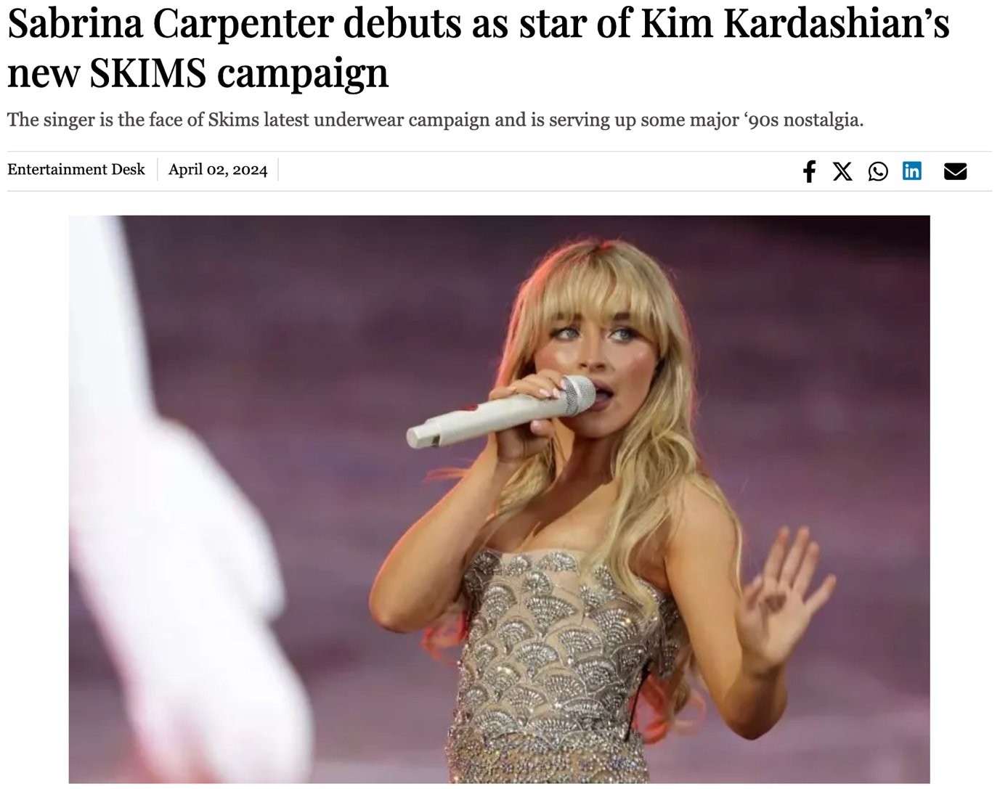 Sabrina Carpenter debuts as star of Kim Kardashian’s
new SKIMS campaign
The singer is the face of Skims latest underwear campaign and is serving up some major ‘90s nostalgia.
Entertainment Desk April 02, 2024
in